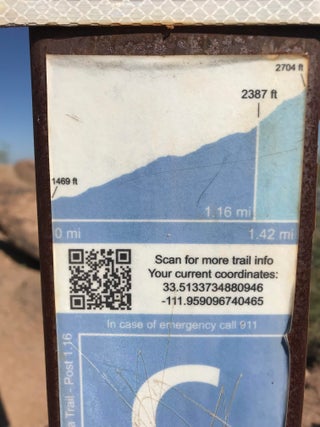 2704 ft
2387 ft
1469 ft
1.16 mi
0 mi
1.42 mi
Scan for more trail info
Your current coordinates:
33.5133734880946
-111.959096740465
In case of emergency call 911
a Trail - Post 1.16
C